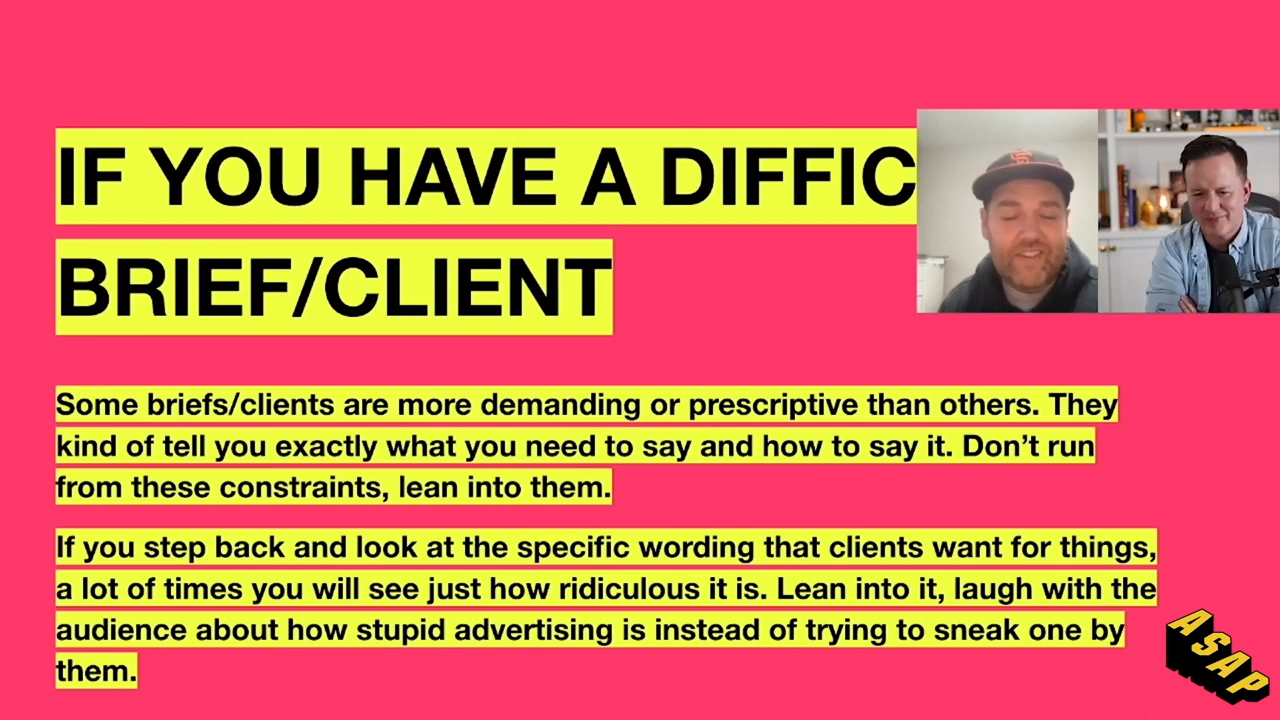 IF YOU HAVE A DIFFIC
BRIEF/CLIENT
Some briefs/clients are more demanding or prescriptive than others. They
kind of tell you exactly what you need to say and how to say it. Don’t run
from these constraints, lean into them.
If you step back and look at the specific wording that clients want for things,
a lot of times you will see just how ridiculous it is. Lean into it, laugh with the
audience about how stupid advertising is instead of trying to sneak one by
them.
ASAP